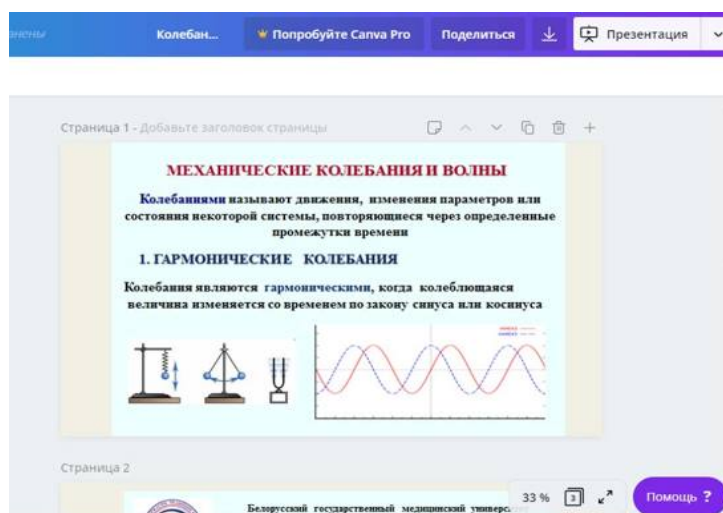 Колебан... Попробуйте Canva Pro Поделиться Презентация
Страница 1 - Добавьте заголовок страницы
МЕХАНИЧЕСКИЕ КОЛЕБАНИЯ И ВОЛНЫ
Колебаниями называют движения, изменения параметров или
состояния некоторой системы, повторяющиеся через определенные
промежутки времени
1. ГАРМОНИЧЕСКИЕ КОЛЕБАНИЯ
Колебания являются гармоническими, когда колеблющаяся
величина изменяется со временем по закону синуса или косинуса
Страница 2
Белорусский государственный медицинский
33 % 3 Помощь ?